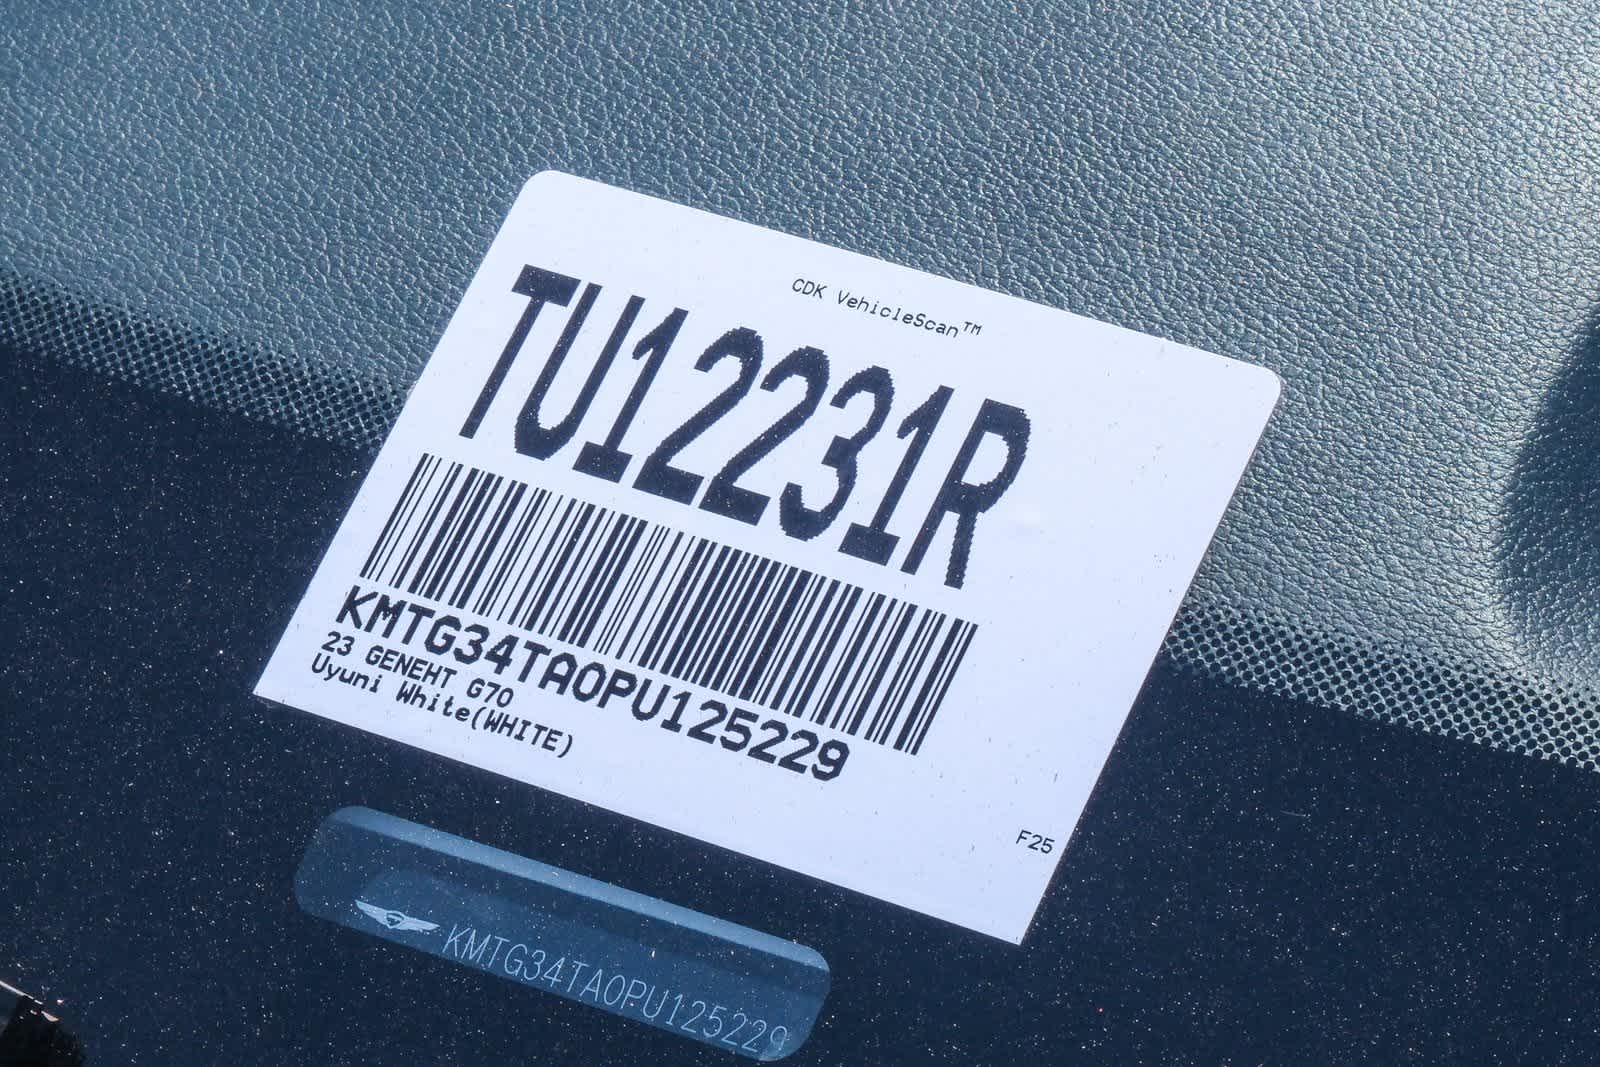 CDK VehicleScan™
TU12231R
KMTG34TA0PU125229
23 GENEHT G70
Uyuni White(WHITE)
F25
KMTG34TA0PU125229